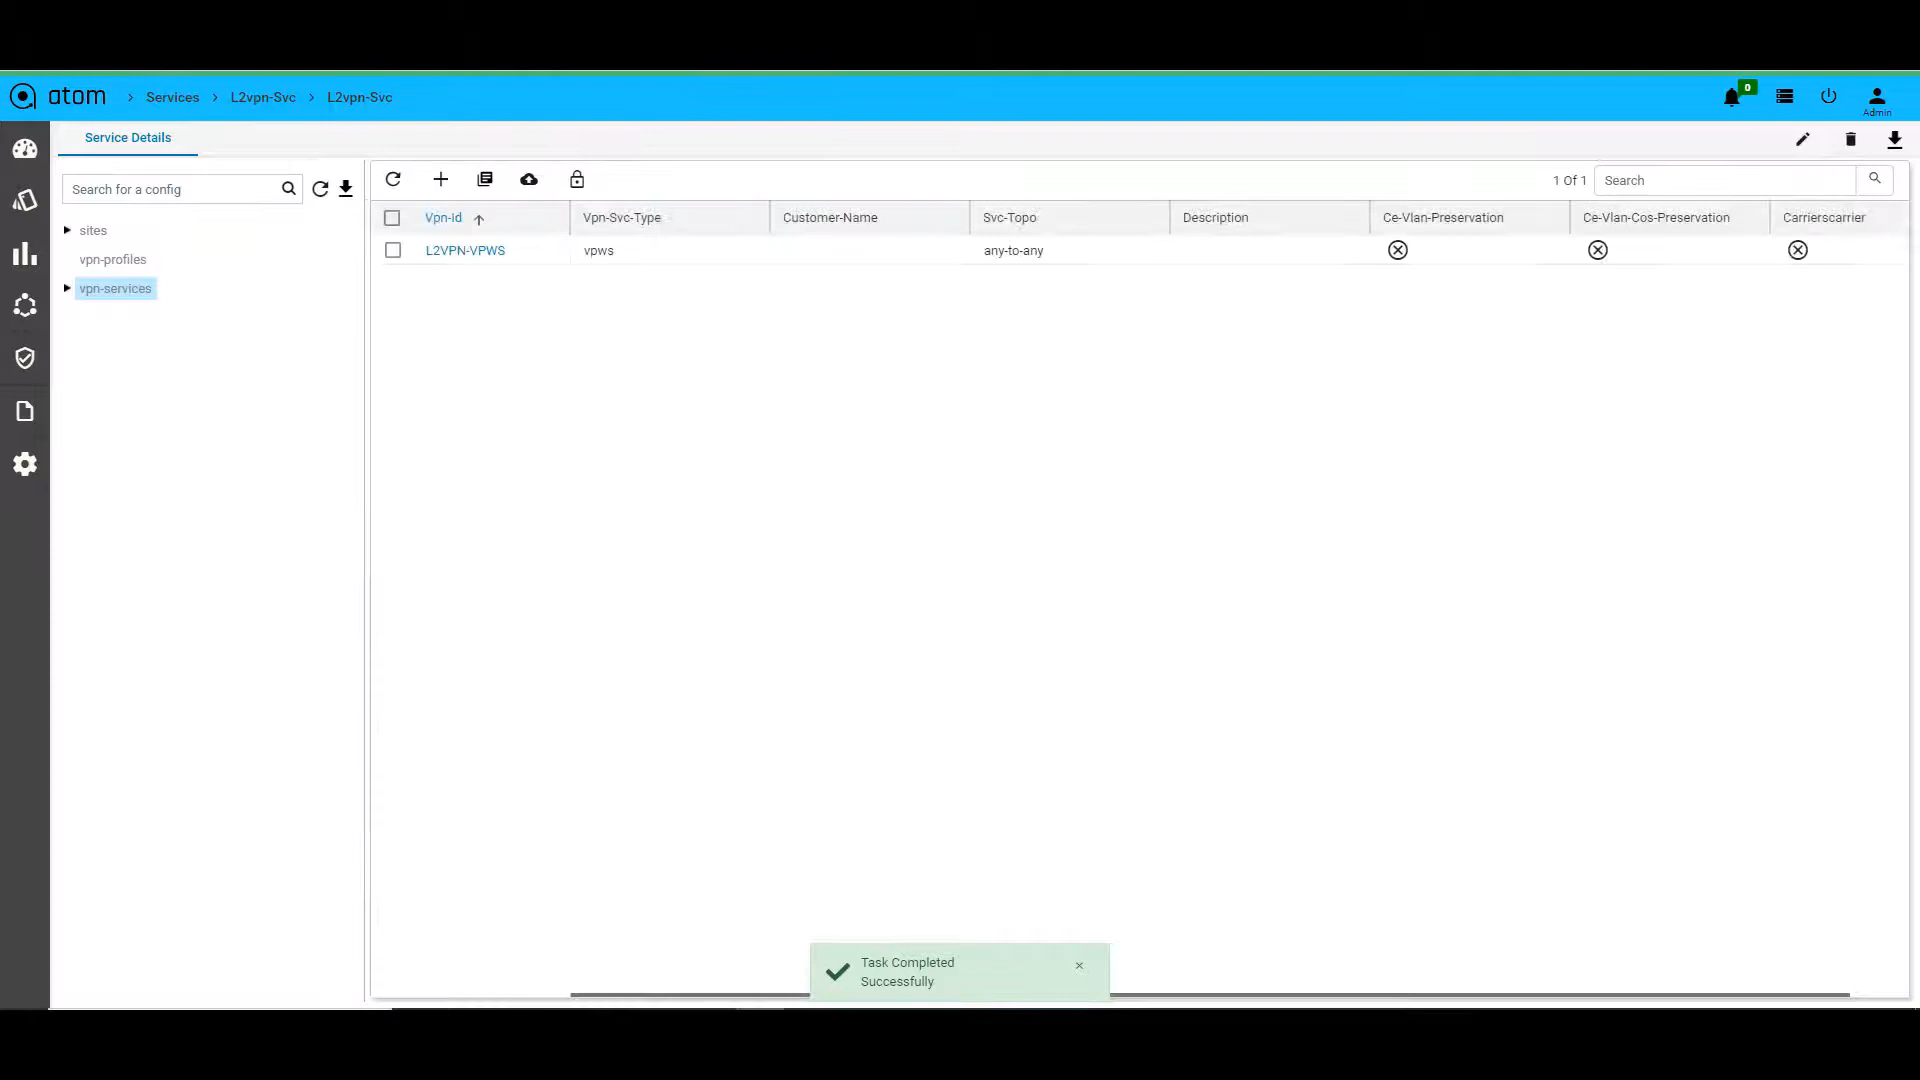 atom > Services > L2vpn-Svc > L2vpn-Svc
0
Admin
Service Details
Search for a config
sites
vpn-profiles
vpn-services
1 Of 1
Search
Vpn-Id Vpn-Svc-Type Customer-Name Svc-Topo Description Ce-Vlan-Preservation Ce-Vlan-Cos-Preservation Carrierscarrier
L2VPN-VPWS vpws any-to-any
Task Completed
Successfully